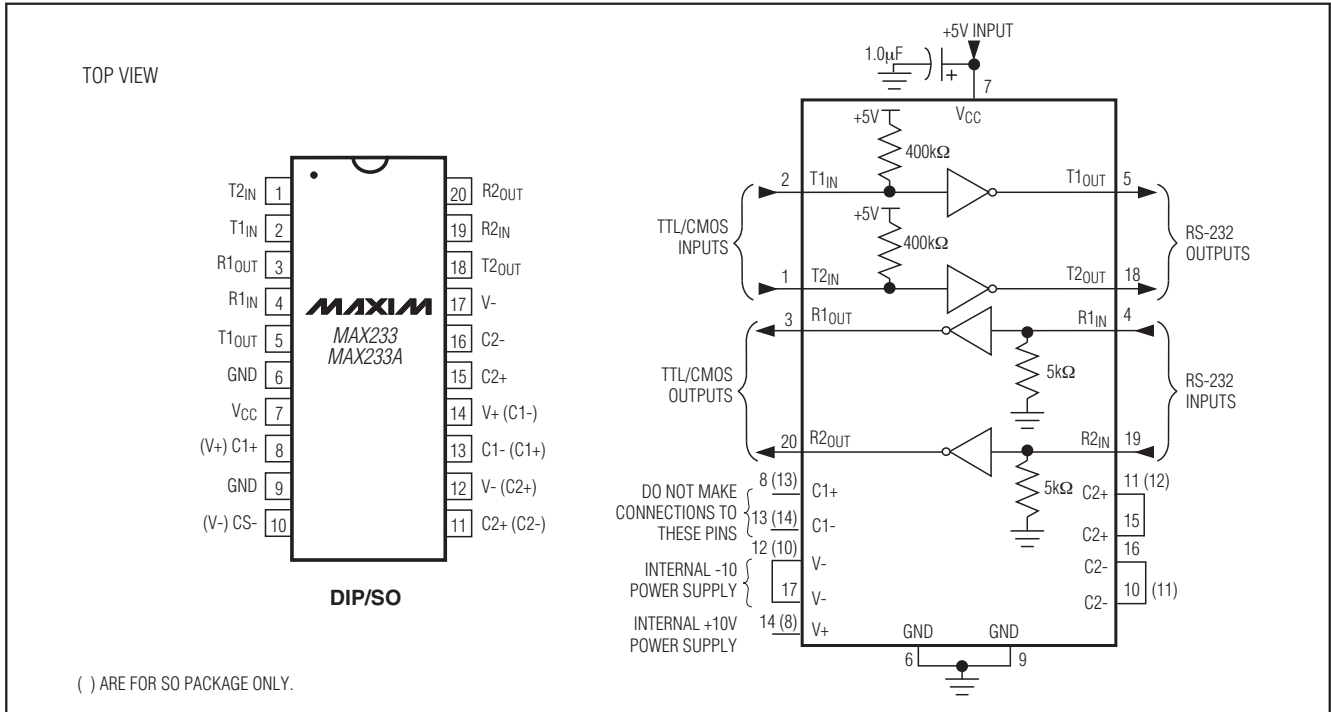 TOP VIEW
T2IN 1
T1IN 2
R1OUT 3
R1IN 4
T1OUT 5
GND 6
VCC 7
(V+) C1+ 8
GND 9
(V-) CS- 10
MAXIM
MAX233
MAX233A
20 R2OUT
19 R2IN
18 T2OUT
17 V-
16 C2-
15 C2+
14 V+ (C1-)
13 C1- (C1+)
12 V- (C2+)
11 C2+ (C2-)
DIP/SO
( ) ARE FOR SO PACKAGE ONLY.
+5V INPUT
1.0μF
+
7
VCC
+5V
400kΩ
2 T1IN
T1OUT 5
+5V
400kΩ
TTL/CMOS
INPUTS
RS-232
OUTPUTS
1 T2IN
T2OUT 18
3 R1OUT
R1IN 4
5kΩ
TTL/CMOS
OUTPUTS
RS-232
INPUTS
20 R2OUT
R2IN 19
5kΩ
DO NOT MAKE
CONNECTIONS TO
THESE PINS
8 (13) C1+
13 (14) C1-
INTERNAL -10
POWER SUPPLY
12 (10) V-
17 V-
INTERNAL +10V
POWER SUPPLY
14 (8) V+
C2+ 11 (12)
C2+ 15
C2- 16
C2- 10 (11)
GND GND
6 9